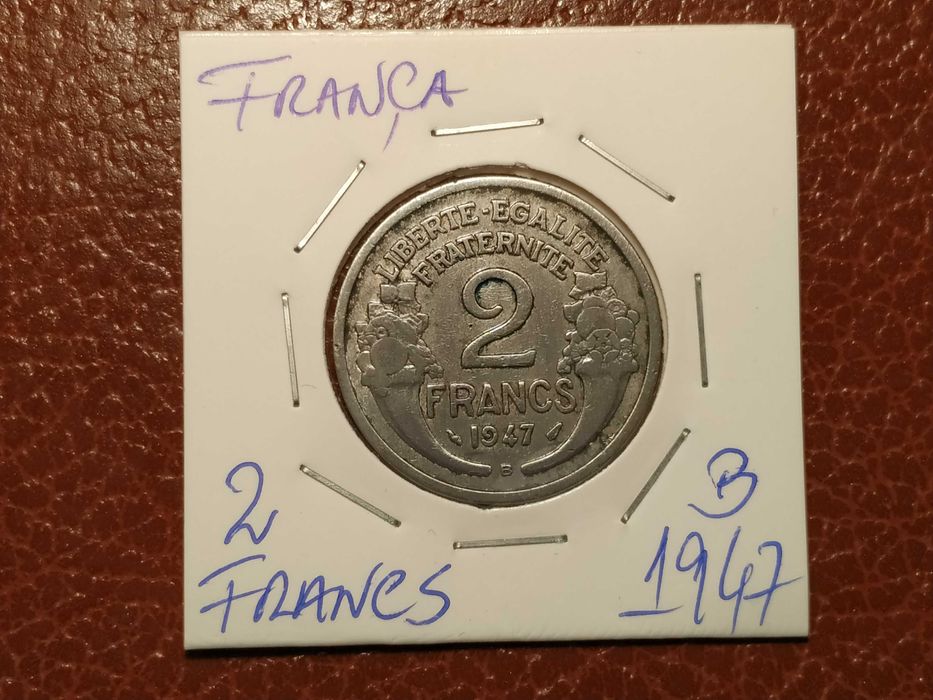 FRANÇA
LIBERTE-EGALITE
FRATERNITE
2
FRANCS
1947
B
2
FRANCS
B
1947